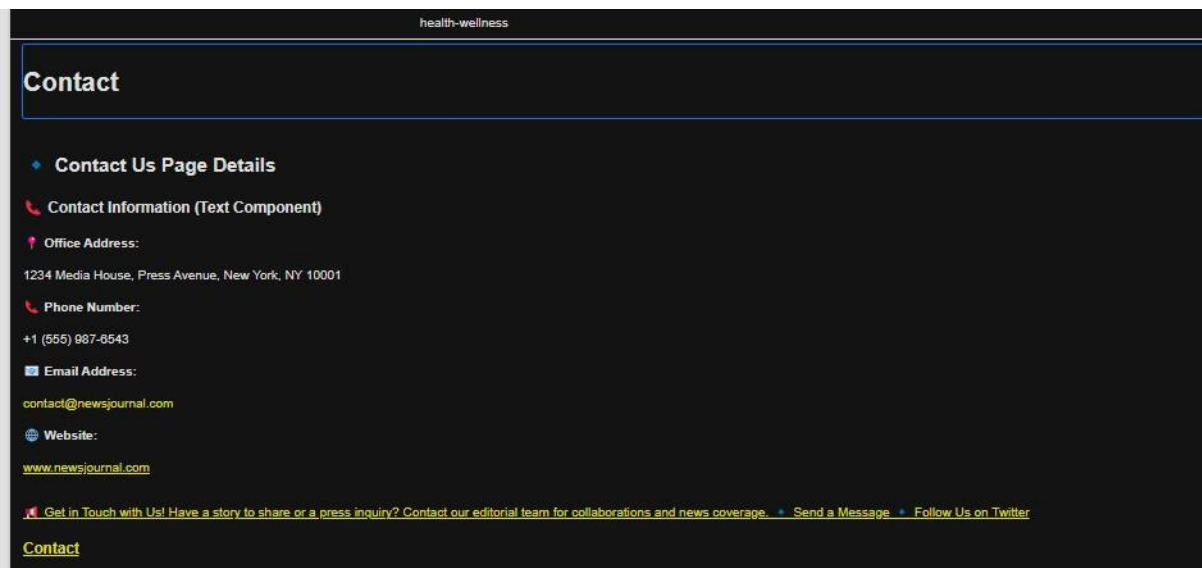 health-wellness
Contact
🔹 Contact Us Page Details
📞 Contact Information (Text Component)
📍 Office Address:
1234 Media House, Press Avenue, New York, NY 10001
📞 Phone Number:
+1 (555) 987-6543
📧 Email Address:
contact@newsjournal.com
🌐 Website:
www.newsjournal.com
📢 Get in Touch with Us! Have a story to share or a press inquiry? Contact our editorial team for collaborations and news coverage. 🔹 Send a Message 🔹 Follow Us on Twitter
Contact